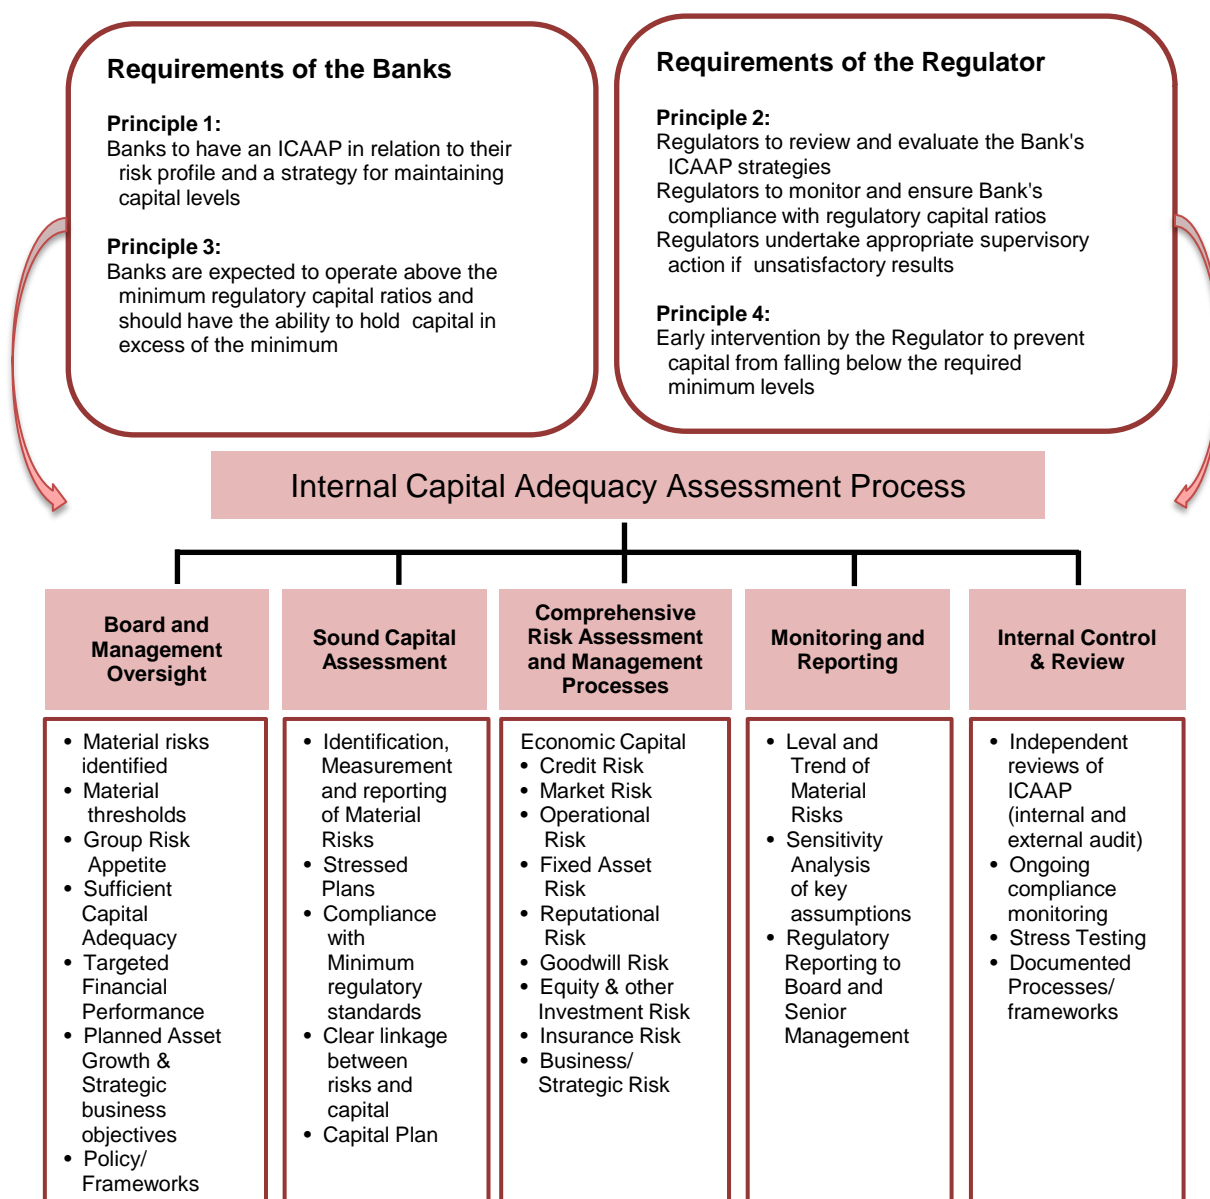 Requirements of the Banks
Principle 1:
Banks to have an ICAAP in relation to their
risk profile and a strategy for maintaining
capital levels
Principle 3:
Banks are expected to operate above the
minimum regulatory capital ratios and
should have the ability to hold capital in
excess of the minimum
Requirements of the Regulator
Principle 2:
Regulators to review and evaluate the Bank's
ICAAP strategies
Regulators to monitor and ensure Bank's
compliance with regulatory capital ratios
Regulators undertake appropriate supervisory
action if unsatisfactory results
Principle 4:
Early intervention by the Regulator to prevent
capital from falling below the required
minimum levels
Internal Capital Adequacy Assessment Process
Board and
Management
Oversight
• Material risks
identified
• Material
thresholds
• Group Risk
Appetite
• Sufficient
Capital
Adequacy
• Targeted
Financial
Performance
• Planned Asset
Growth &
Strategic
business
objectives
• Policy/
Frameworks
Sound Capital
Assessment
• Identification,
Measurement
and reporting
of Material
Risks
• Stressed
Plans
• Compliance
with
Minimum
regulatory
standards
• Clear linkage
between
risks and
capital
• Capital Plan
Comprehensive
Risk Assessment
and Management
Processes
Economic Capital
• Credit Risk
• Market Risk
• Operational
Risk
• Fixed Asset
Risk
• Reputational
Risk
• Goodwill Risk
• Equity & other
Investment Risk
• Insurance Risk
• Business/
Strategic Risk
Monitoring and
Reporting
• Leval and
Trend of
Material
Risks
• Sensitivity
Analysis
of key
assumptions
• Regulatory
Reporting to
Board and
Senior
Management
Internal Control
& Review
• Independent
reviews of
ICAAP
(internal and
external audit)
• Ongoing
compliance
monitoring
• Stress Testing
• Documented
Processes/
frameworks